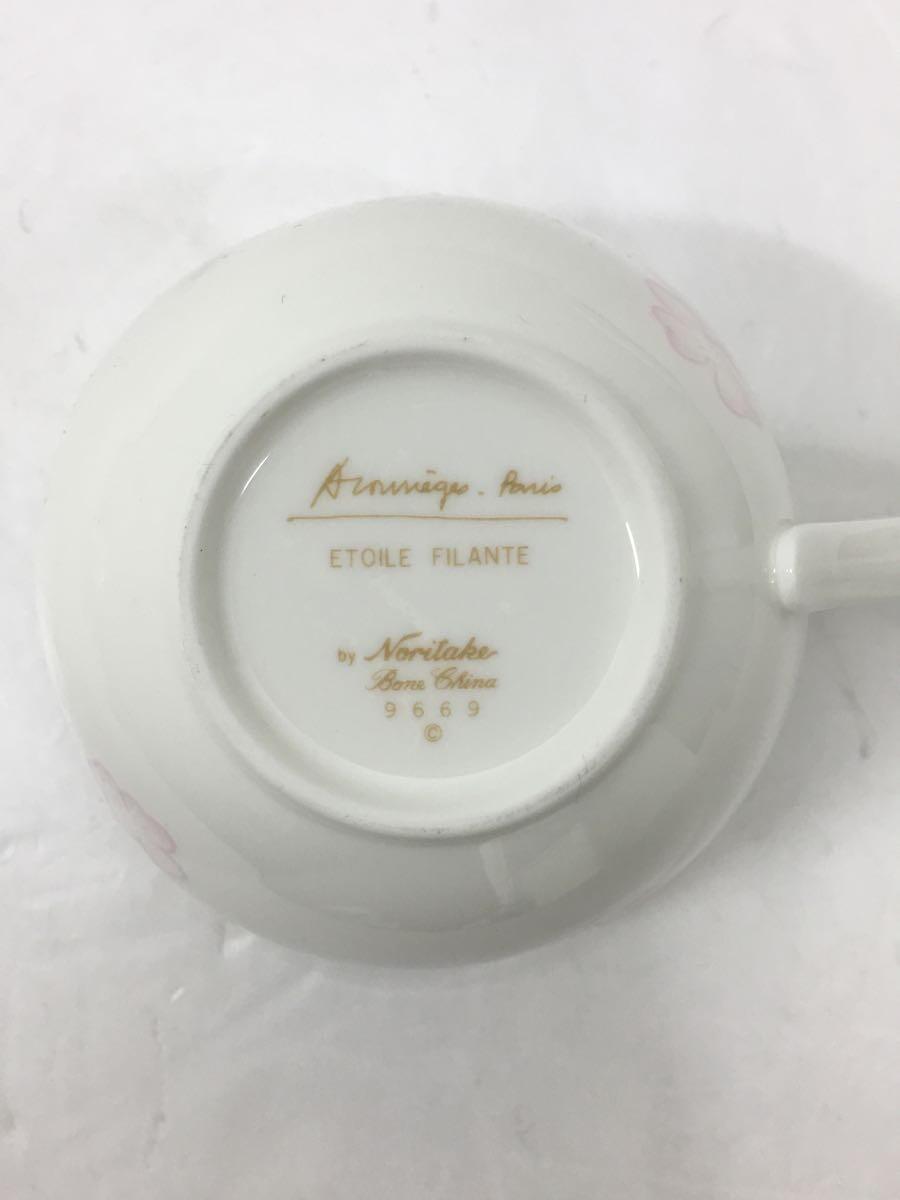 Paris
ETOILE FILANTE
by Noritake
Bone China
9669
©